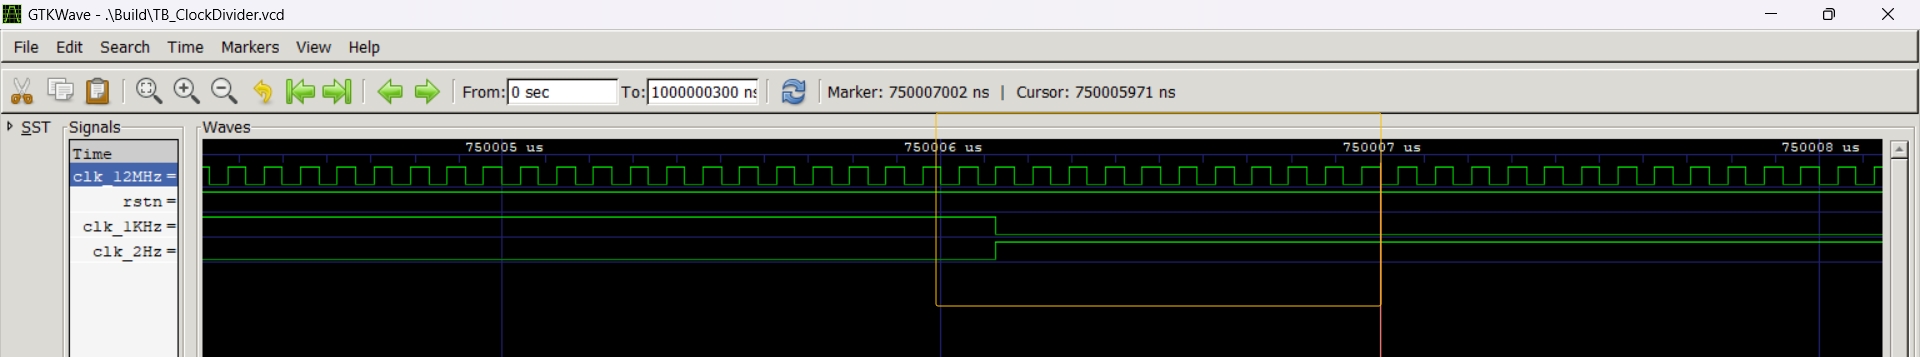 GTKWave - .\Build\TB_ClockDivider.vcd
File Edit Search Time Markers View Help
From: 0 sec To: 1000000300 ns Marker: 750007002 ns | Cursor: 750005971 ns
SST Signals Waves
Time 750005 us 750006 us 750007 us 750008 us
clk_12MHz=
rstn=
clk_1KHz=
clk_2Hz=